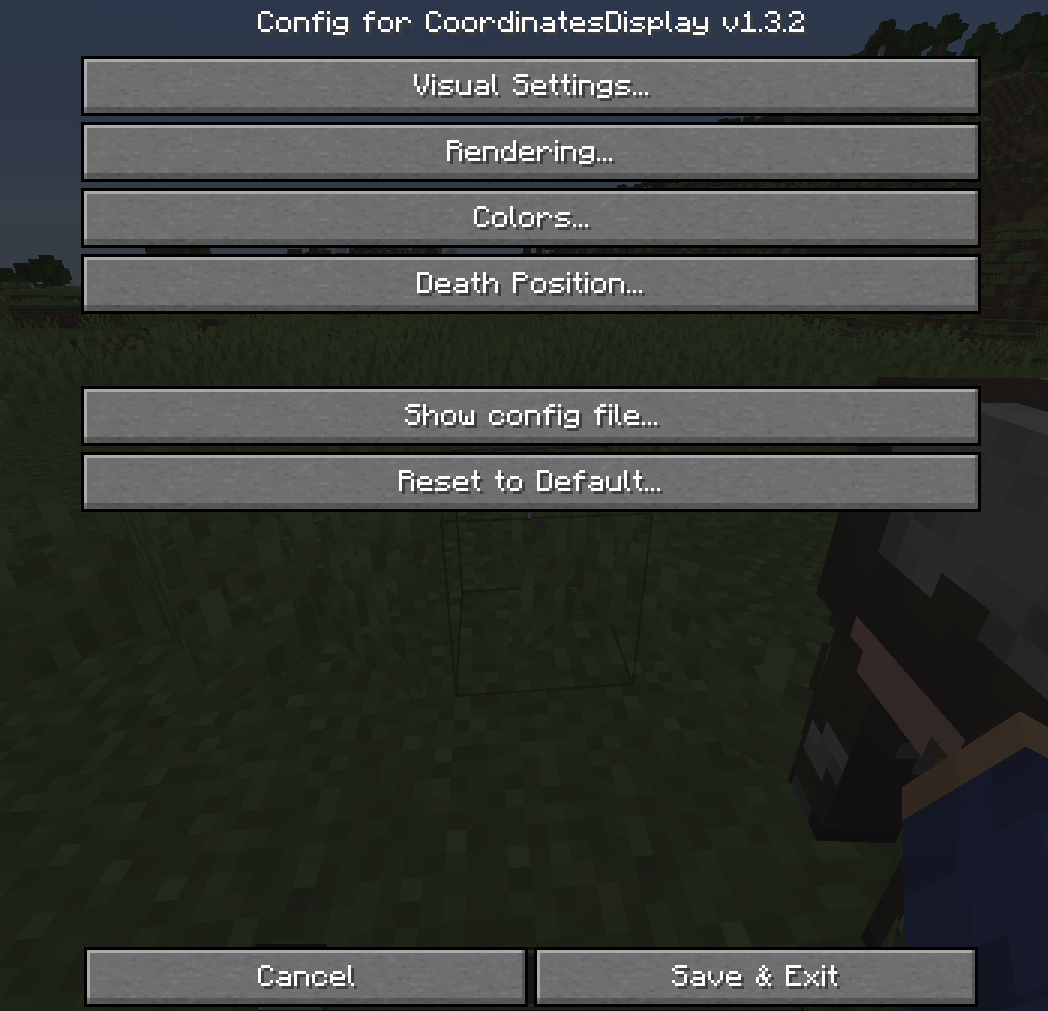 Config for CoordinatesDisplay v1.3.2
Visual Settings...
Rendering...
Colors...
Death Position...
Show config file...
Reset to Default...
Cancel
Save & Exit